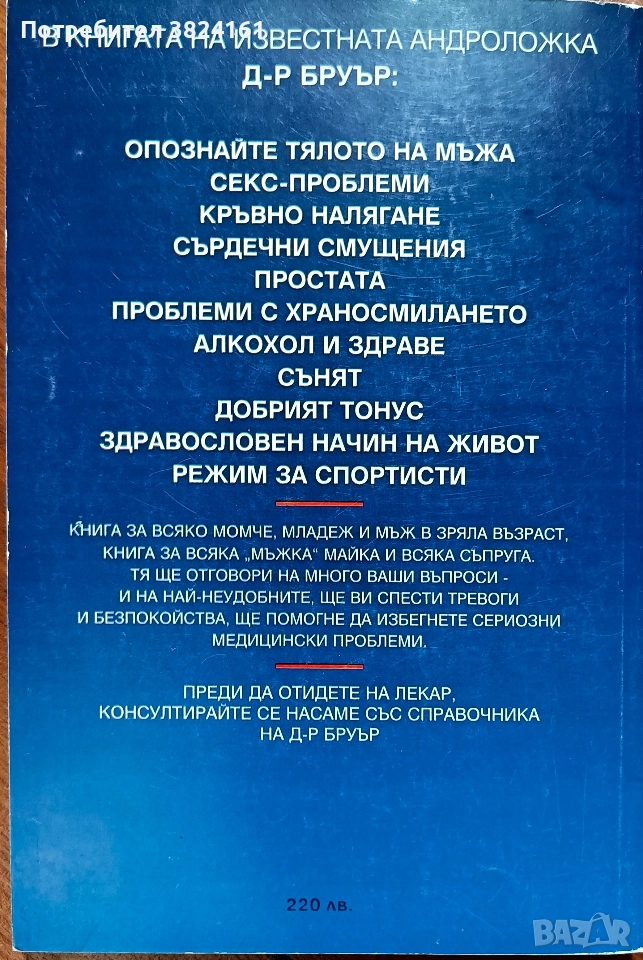 Потребител 3824161
В КНИГАТА НА ИЗВЕСТНАТА АНДРОЛОЖКА
Д-Р БРУЪР:
ОПОЗНАЙТЕ ТЯЛОТО НА МЪЖА
СЕКС-ПРОБЛЕМИ
КРЪВНО НАЛЯГАНЕ
СЪРДЕЧНИ СМУЩЕНИЯ
ПРОСТАТА
ПРОБЛЕМИ С ХРАНОСМИЛАНЕТО
АЛКОХОЛ И ЗДРАВЕ
СЪНЯТ
ДОБРИЯТ ТОНУС
ЗДРАВОСЛОВЕН НАЧИН НА ЖИВОТ
РЕЖИМ ЗА СПОРТИСТИ
КНИГА ЗА ВСЯКО МОМЧЕ, МЛАДЕЖ И МЪЖ В ЗРЯЛА ВЪЗРАСТ,
КНИГА ЗА ВСЯКА „МЪЖКА“ МАЙКА И ВСЯКА СЪПРУГА.
ТЯ ЩЕ ОТГОВОРИ НА МНОГО ВАШИ ВЪПРОСИ -
И НА НАЙ-НЕУДОБНИТЕ, ЩЕ ВИ СПЕСТИ ТРЕВОГИ
И БЕЗПОКОЙСТВА, ЩЕ ПОМОГНЕ ДА ИЗБЕГНЕТЕ СЕРИОЗНИ
МЕДИЦИНСКИ ПРОБЛЕМИ.
ПРЕДИ ДА ОТИДЕТЕ НА ЛЕКАР,
КОНСУЛТИРАЙТЕ СЕ НАСАМЕ СЪС СПРАВОЧНИКА
НА Д-Р БРУЪР
220 лв.
BAZAR